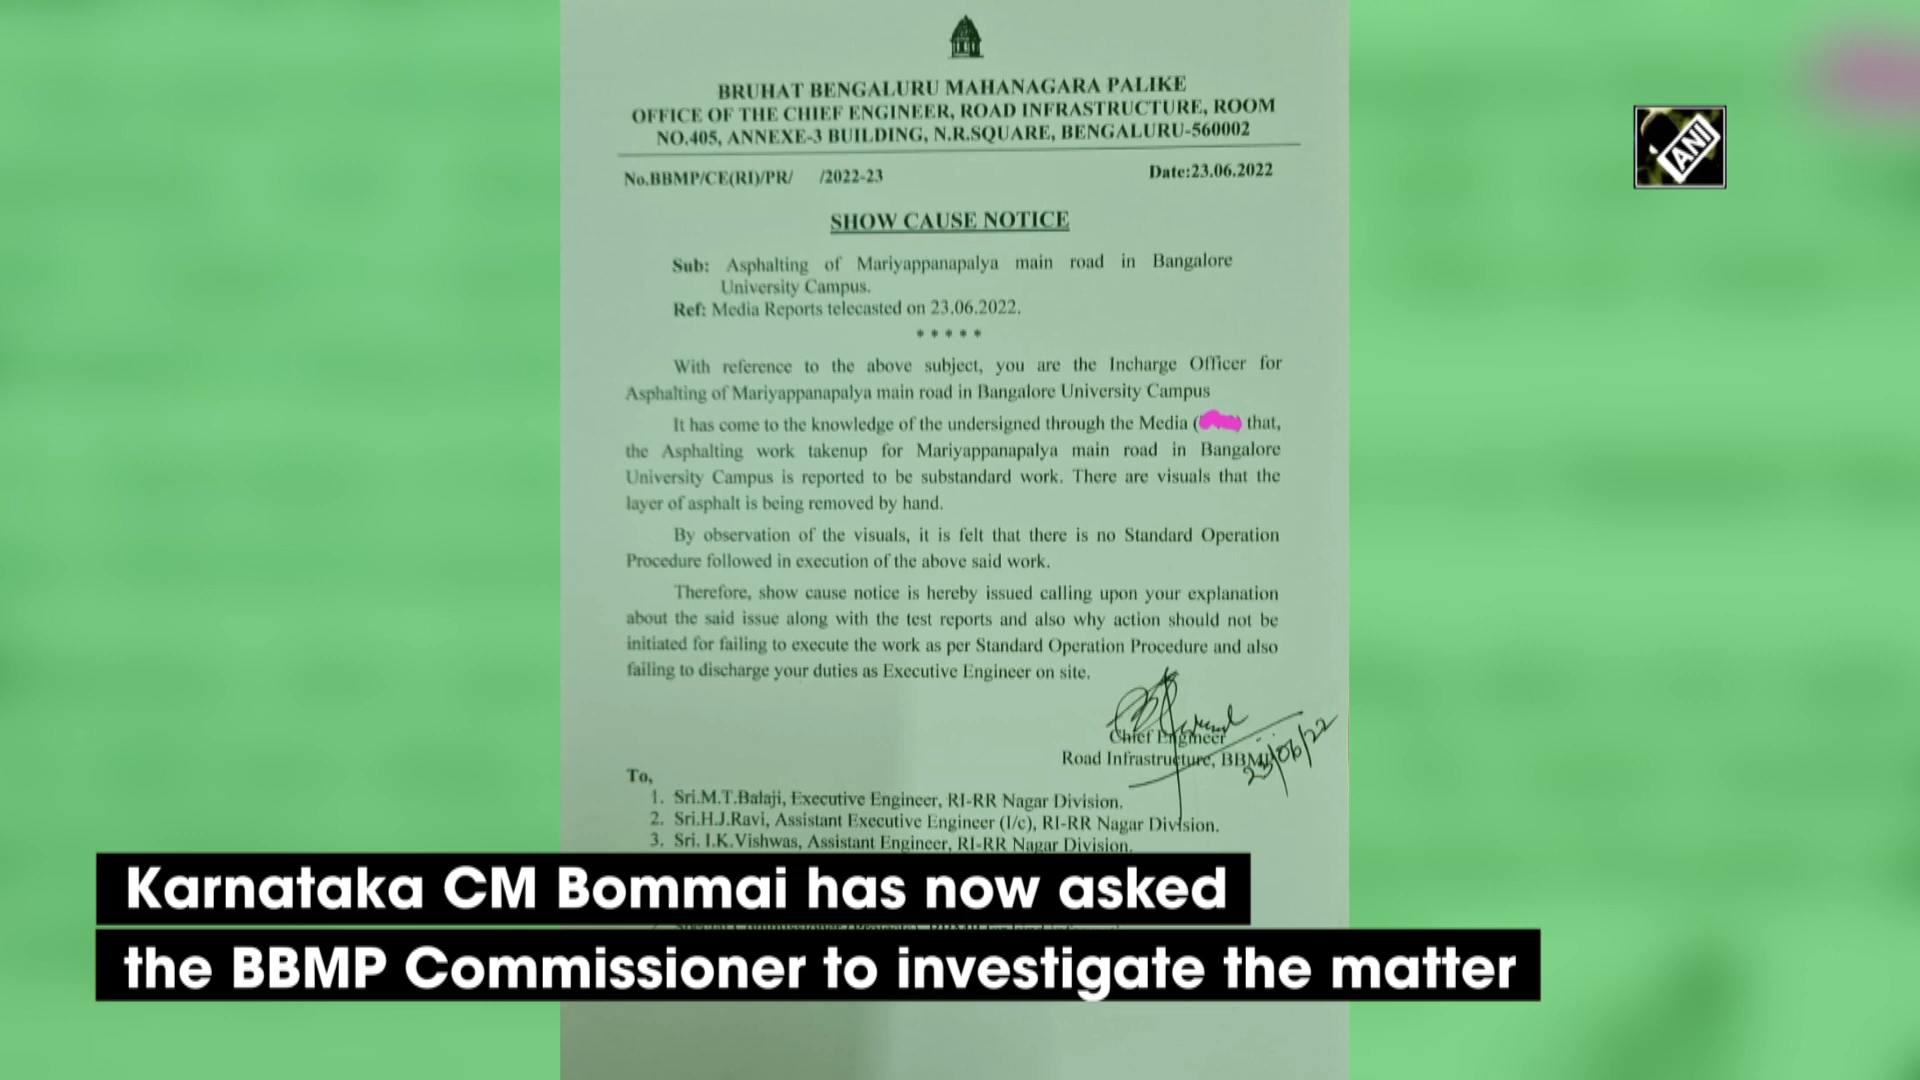 BRUHAT BENGALURU MAHANAGARA PALIKE
OFFICE OF THE CHIEF ENGINEER, ROAD INFRASTRUCTURE, ROOM
NO.405, ANNEXE-3 BUILDING, N.R.SQUARE, BENGALURU-560002
No.BBMP/CE(RI)/PR/ /2022-23 Date:23.06.2022
ANI
SHOW CAUSE NOTICE
Sub: Asphalting of Mariyappanapalya main road in Bangalore
University Campus.
Ref: Media Reports telecasted on 23.06.2022.
*****
With reference to the above subject, you are the Incharge Officer for
Asphalting of Mariyappanapalya main road in Bangalore University Campus
It has come to the knowledge of the undersigned through the Media ( ) that,
the Asphalting work takenup for Mariyappanapalya main road in Bangalore
University Campus is reported to be substandard work. There are visuals that the
layer of asphalt is being removed by hand.
By observation of the visuals, it is felt that there is no Standard Operation
Procedure followed in execution of the above said work.
Therefore, show cause notice is hereby issued calling upon your explanation
about the said issue along with the test reports and also why action should not be
initiated for failing to execute the work as per Standard Operation Procedure and also
failing to discharge your duties as Executive Engineer on site.
Chief Engineer
Road Infrastructure, BBMP
23/06/22
To,
1. Sri.M.T.Balaji, Executive Engineer, RI-RR Nagar Division.
2. Sri.H.J.Ravi, Assistant Executive Engineer (I/c), RI-RR Nagar Division.
3. Sri. I.K.Vishwas, Assistant Engineer, RI-RR Nagar Division.
Karnataka CM Bommai has now asked
the BBMP Commissioner to investigate the matter